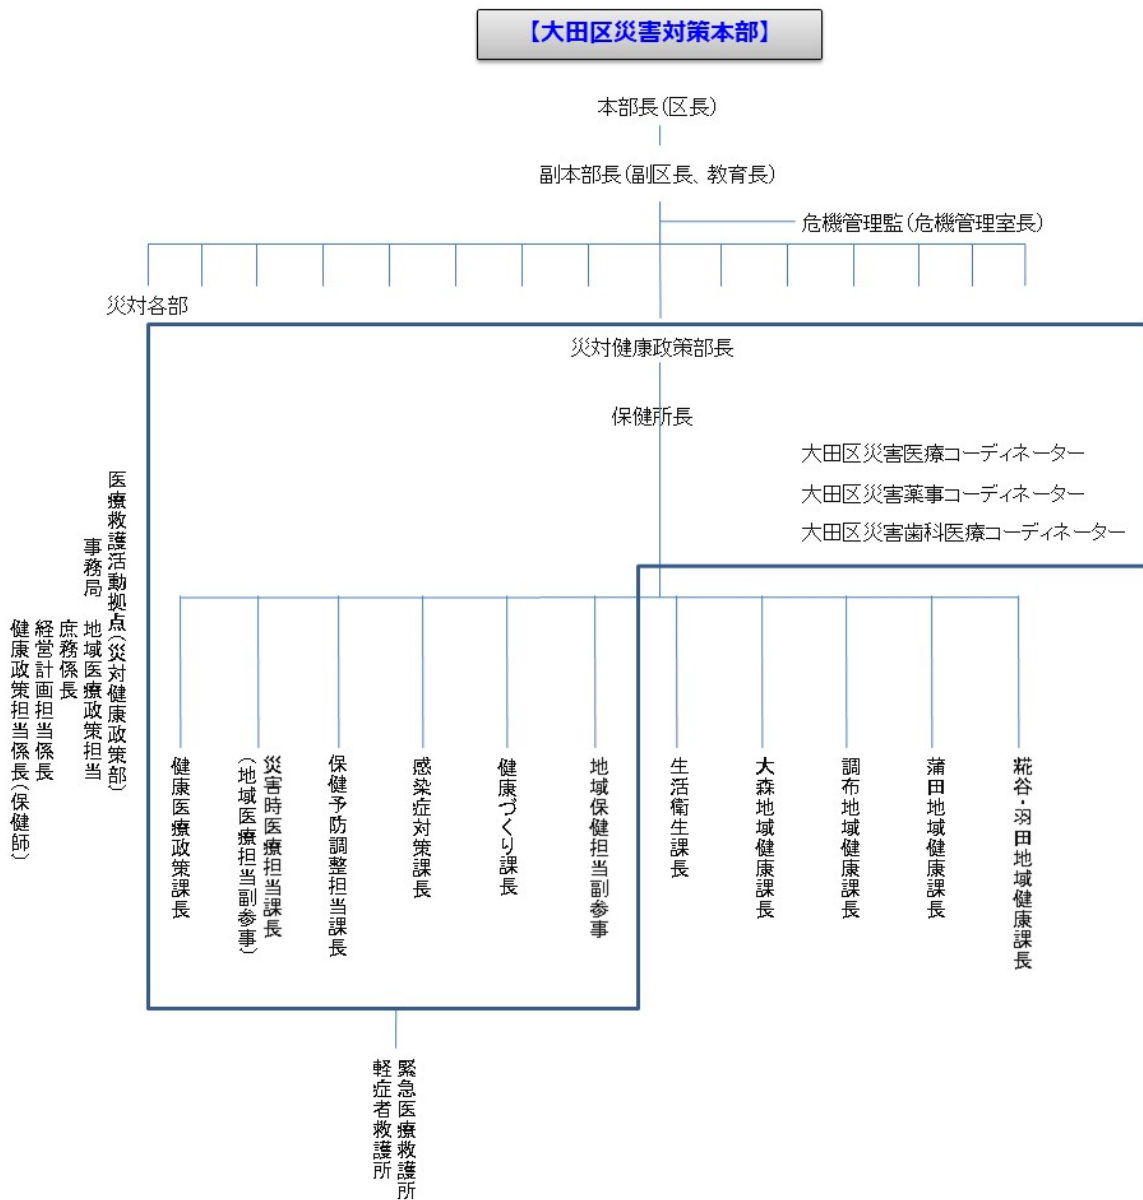 【大田区災害対策本部】
本部長（区長）
副本部長（副区長、教育長）
危機管理監（危機管理室長）
災対各部
災対健康政策部長
保健所長
大田区災害医療コーディネーター
大田区災害薬事コーディネーター
大田区災害歯科医療コーディネーター
医療救護活動拠点（災対健康政策部）
事務局　地域医療政策担当
庶務係長
経営計画担当係長
健康政策担当係長（保健師）
健康医療政策課長
災害時医療担当課長
（地域医療担当副参事）
保健予防調整担当課長
感染症対策課長
健康づくり課長
地域保健担当副参事
生活衛生課長
大森地域健康課長
調布地域健康課長
蒲田地域健康課長
糀谷・羽田地域健康課長
緊急医療救護所
軽症者救護所